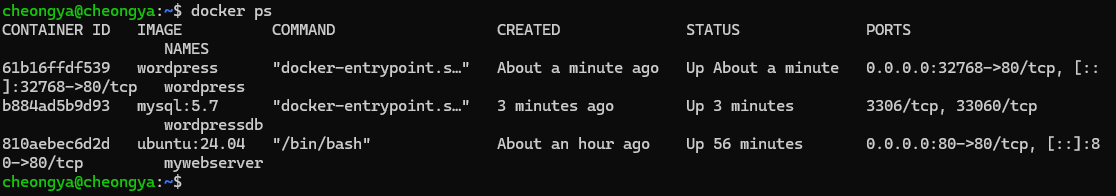 cheongya@cheongya:~$ docker ps
CONTAINER ID   IMAGE          COMMAND                  CREATED              STATUS              PORTS
                  NAMES
61b16ffdf539   wordpress      "docker-entrypoint.s…"   About a minute ago   Up About a minute   0.0.0.0:32768->80/tcp, [::
]:32768->80/tcp   wordpress
b884ad5b9d93   mysql:5.7      "docker-entrypoint.s…"   3 minutes ago        Up 3 minutes        3306/tcp, 33060/tcp
                  wordpressdb
810aebec6d2d   ubuntu:24.04   "/bin/bash"              About an hour ago    Up 56 minutes       0.0.0.0:80->80/tcp, [::]:8
0->80/tcp         mywebserver
cheongya@cheongya:~$